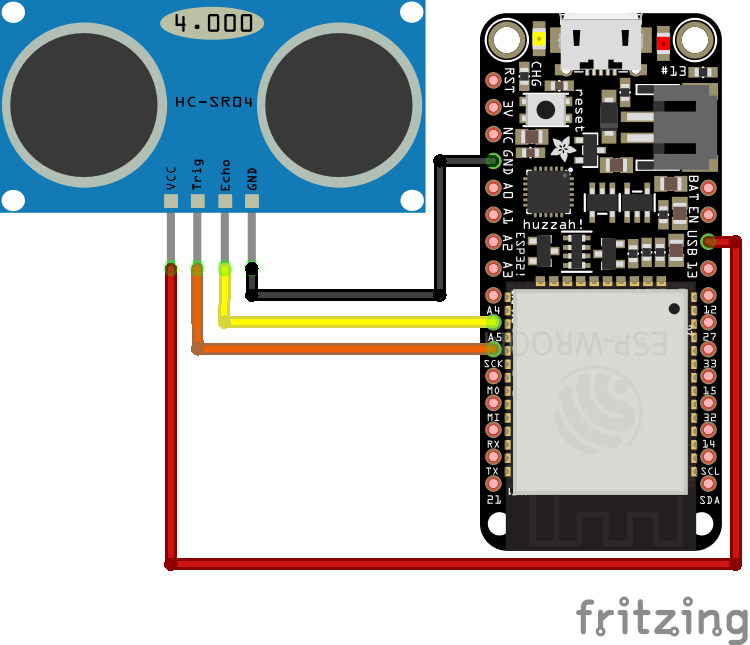 4.000
HC-SR04
VCC
Trig
Echo
GND
CHG
#13
reset
RST
3V
NC
GND
A0
A1
A2
A3
A4
A5
SCK
MO
MI
RX
TX
21
huzzah!
ESP32!
BAT
EN
USB
13
12
27
33
15
32
14
SCL
SDA
ESP-WROO
fritzing